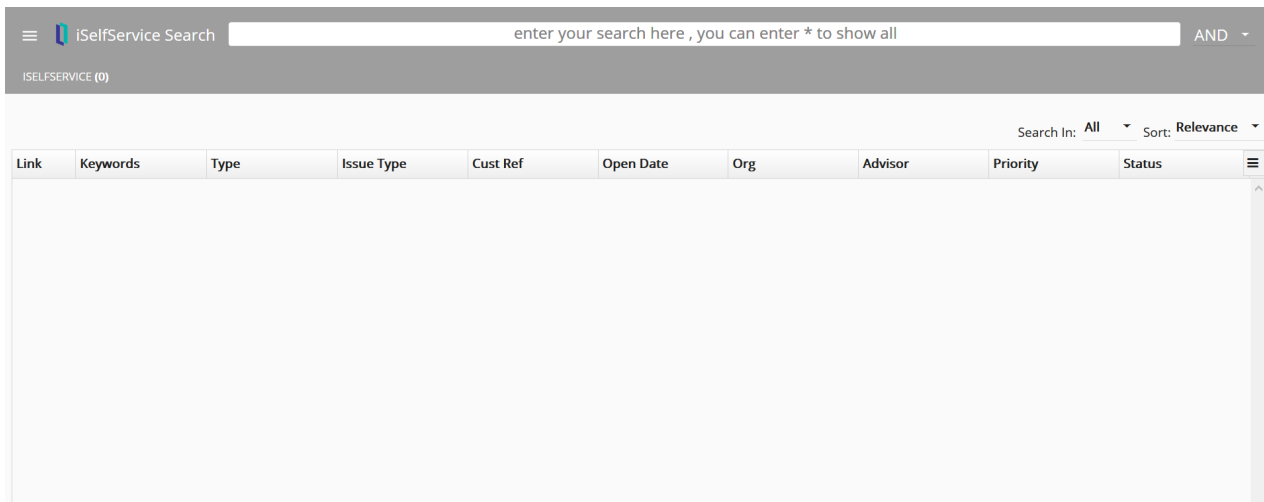 iSelfService Search enter your search here , you can enter * to show all AND
ISELFSERVICE (0)
Search In: All Sort: Relevance
Link Keywords Type Issue Type Cust Ref Open Date Org Advisor Priority Status